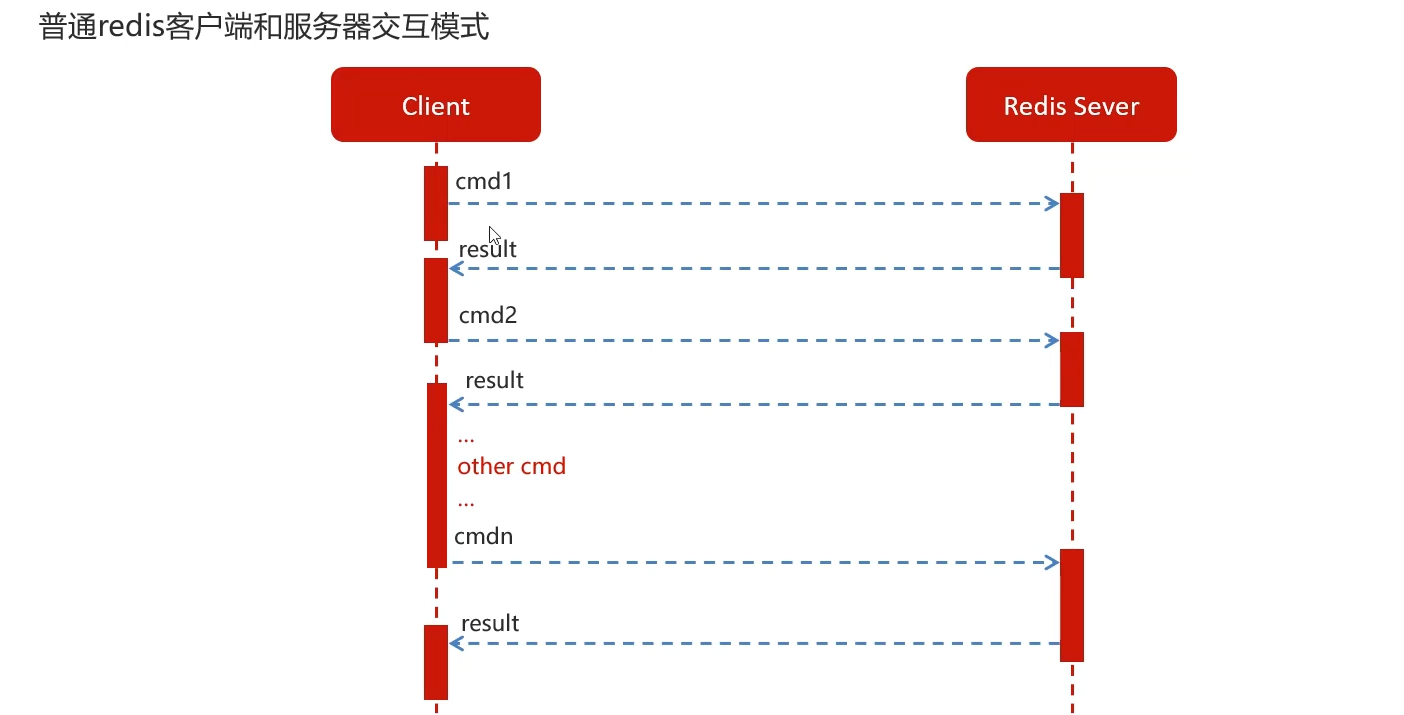 普通redis客户端和服务器交互模式
Client
Redis Sever
cmd1
result
cmd2
result
...
other cmd
...
cmdn
result